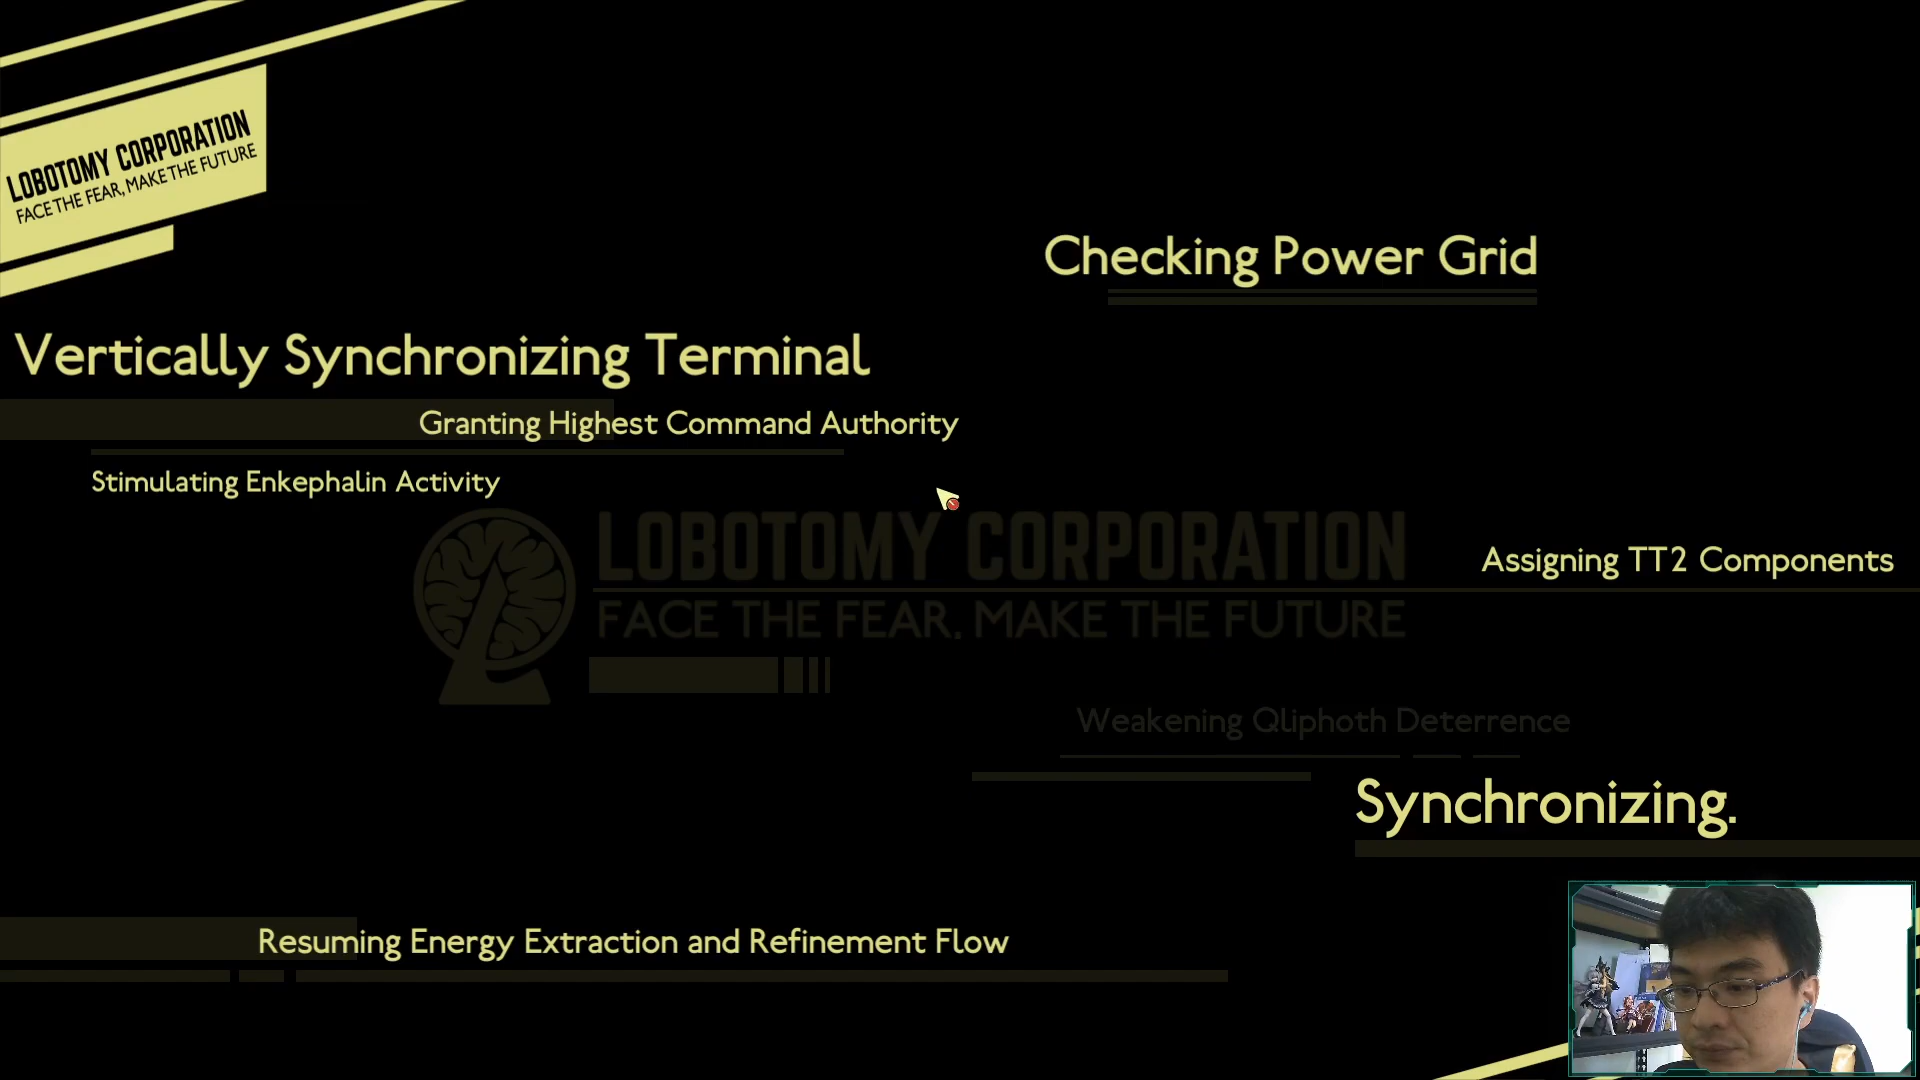 LOBOTOMY CORPORATION
FACE THE FEAR, MAKE THE FUTURE
Checking Power Grid
Vertically Synchronizing Terminal
Granting Highest Command Authority
Stimulating Enkephalin Activity
LOBOTOMY CORPORATION
FACE THE FEAR. MAKE THE FUTURE
Assigning TT2 Components
Weakening Qliphoth Deterrence
Synchronizing.
Resuming Energy Extraction and Refinement Flow